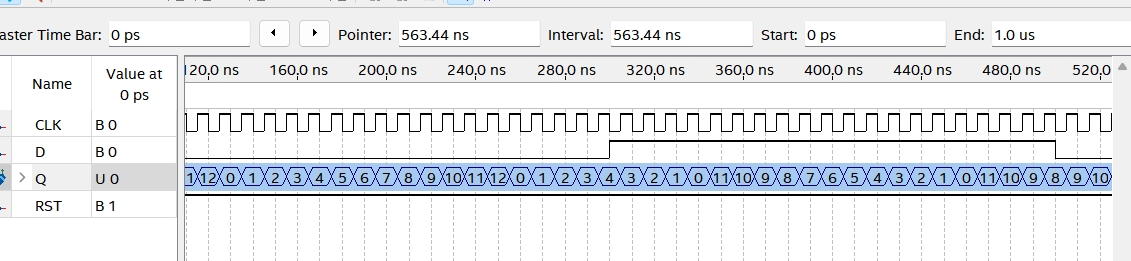 aster Time Bar: 0 ps Pointer: 563.44 ns Interval: 563.44 ns Start: 0 ps End: 1.0 us
Name Value at 0 ps 120.0 ns 160.0 ns 200.0 ns 240.0 ns 280.0 ns 320.0 ns 360.0 ns 400.0 ns 440.0 ns 480.0 ns 520.0
CLK B 0
D B 0
Q U 0 1 12 0 1 2 3 4 5 6 7 8 9 10 11 12 0 1 2 3 4 3 2 1 0 11 10 9 8 7 6 5 4 3 2 1 0 11 10 9 8 9 10
RST B 1